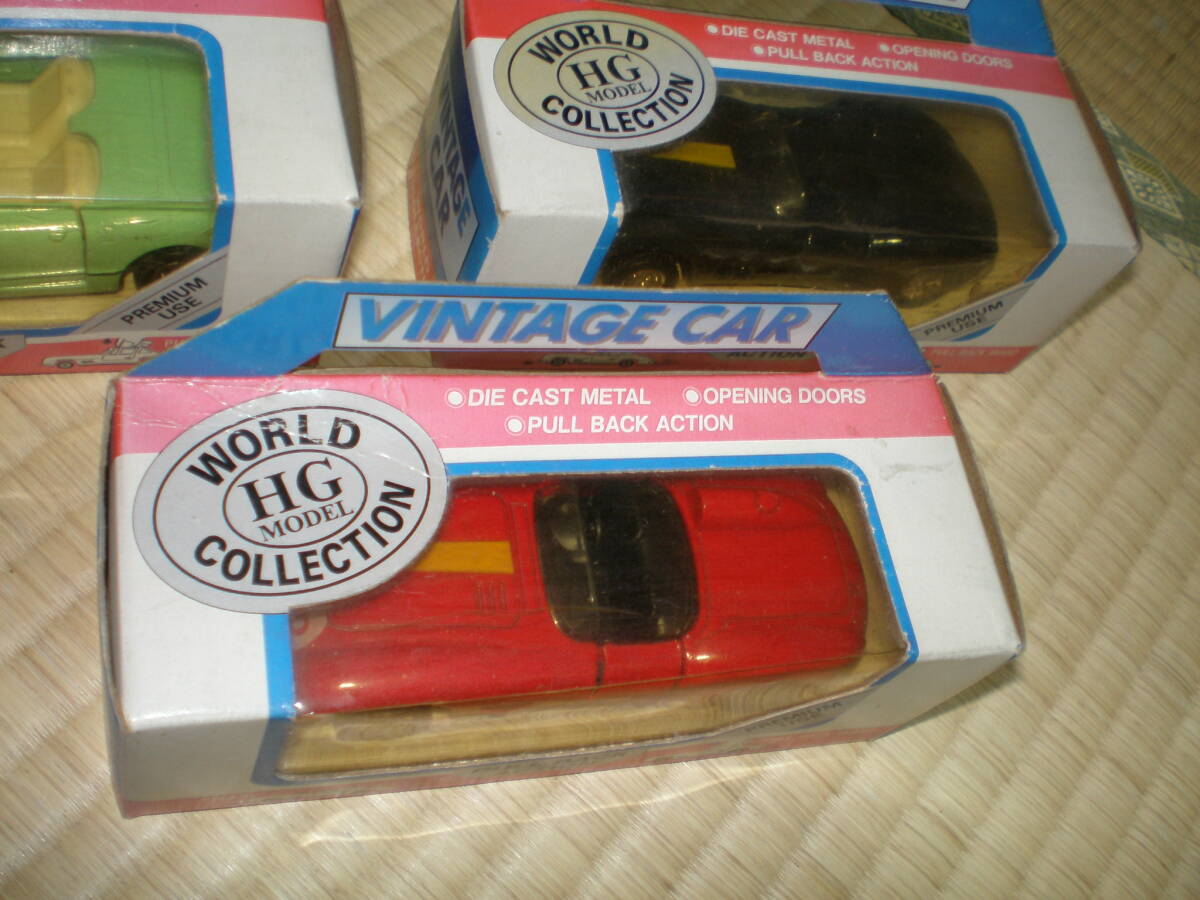 WORLD
HG
MODEL
COLLECTION
DIE CAST METAL
OPENING DOORS
PULL BACK ACTION
VINTAGE
CAR
PREMIUM
USE
PREMIUM
USE
VINTAGE CAR
ACTION
DIE CAST METAL
OPENING DOORS
PULL BACK ACTION
WORLD
HG
MODEL
COLLECTION
PREMIUM